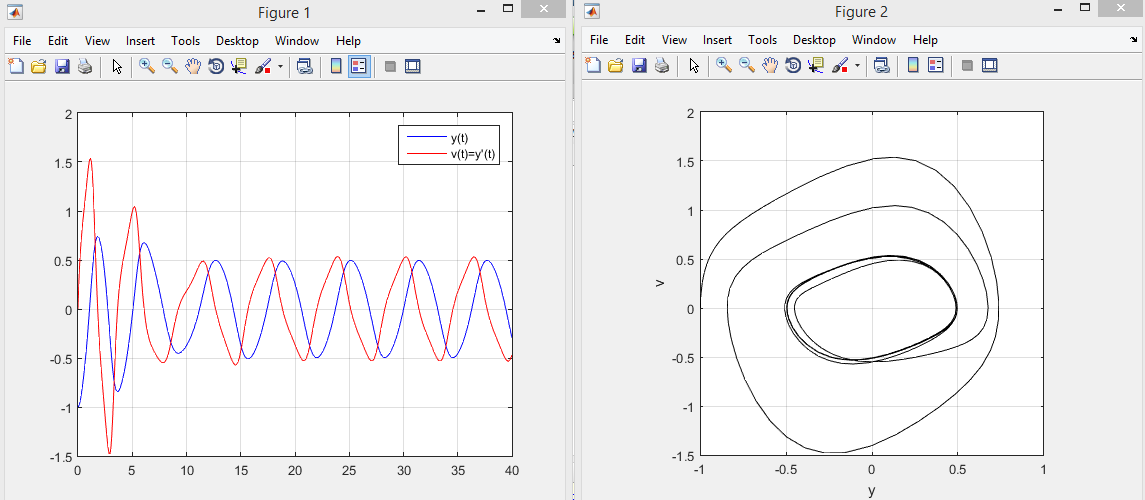 Figure 1
File Edit View Insert Tools Desktop Window Help
2
1.5
1
0.5
0
-0.5
-1
-1.5
0 5 10 15 20 25 30 35 40
y(t)
v(t)=y'(t)
Figure 2
File Edit View Insert Tools Desktop Window Help
2
1.5
1
0.5
0
-0.5
-1
-1.5
v
-1 -0.5 0 0.5 1
y